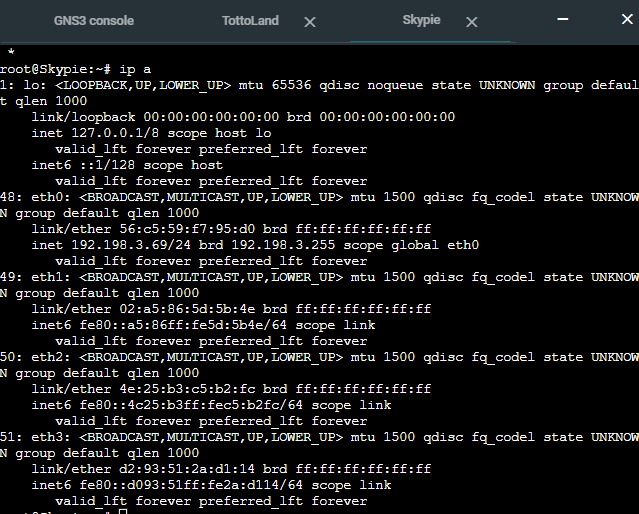 GNS3 console TottoLand × Skypie × – ×
*
root@Skypie:~# ip a
1: lo: <LOOPBACK,UP,LOWER_UP> mtu 65536 qdisc noqueue state UNKNOWN group defaul
t qlen 1000
    link/loopback 00:00:00:00:00:00 brd 00:00:00:00:00:00
    inet 127.0.0.1/8 scope host lo
       valid_lft forever preferred_lft forever
    inet6 ::1/128 scope host
       valid_lft forever preferred_lft forever
48: eth0: <BROADCAST,MULTICAST,UP,LOWER_UP> mtu 1500 qdisc fq_codel state UNKNOW
N group default qlen 1000
    link/ether 56:c5:59:f7:95:d0 brd ff:ff:ff:ff:ff:ff
    inet 192.198.3.69/24 brd 192.198.3.255 scope global eth0
       valid_lft forever preferred_lft forever
49: eth1: <BROADCAST,MULTICAST,UP,LOWER_UP> mtu 1500 qdisc fq_codel state UNKNOW
N group default qlen 1000
    link/ether 02:a5:86:5d:5b:4e brd ff:ff:ff:ff:ff:ff
    inet6 fe80::a5:86ff:fe5d:5b4e/64 scope link
       valid_lft forever preferred_lft forever
50: eth2: <BROADCAST,MULTICAST,UP,LOWER_UP> mtu 1500 qdisc fq_codel state UNKNOW
N group default qlen 1000
    link/ether 4e:25:b3:c5:b2:fc brd ff:ff:ff:ff:ff:ff
    inet6 fe80::4c25:b3ff:fec5:b2fc/64 scope link
       valid_lft forever preferred_lft forever
51: eth3: <BROADCAST,MULTICAST,UP,LOWER_UP> mtu 1500 qdisc fq_codel state UNKNOW
N group default qlen 1000
    link/ether d2:93:51:2a:d1:14 brd ff:ff:ff:ff:ff:ff
    inet6 fe80::d093:51ff:fe2a:d114/64 scope link
       valid_lft forever preferred_lft forever